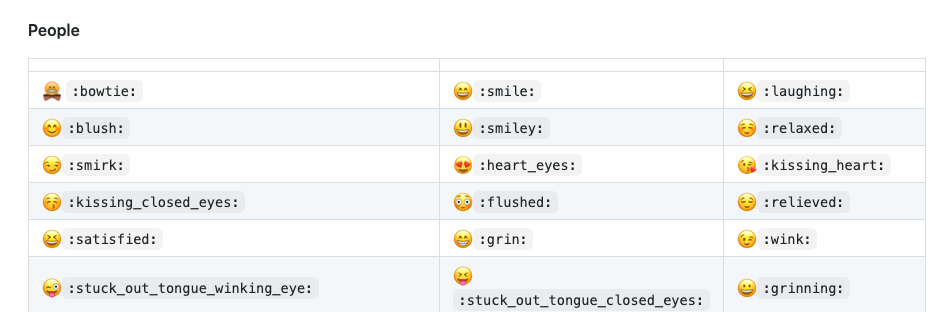 People
:bowtie: :smile: :laughing:
:blush: :smiley: :relaxed:
:smirk: :heart_eyes: :kissing_heart:
:kissing_closed_eyes: :flushed: :relieved:
:satisfied: :grin: :wink:
:stuck_out_tongue_winking_eye: :stuck_out_tongue_closed_eyes: :grinning: